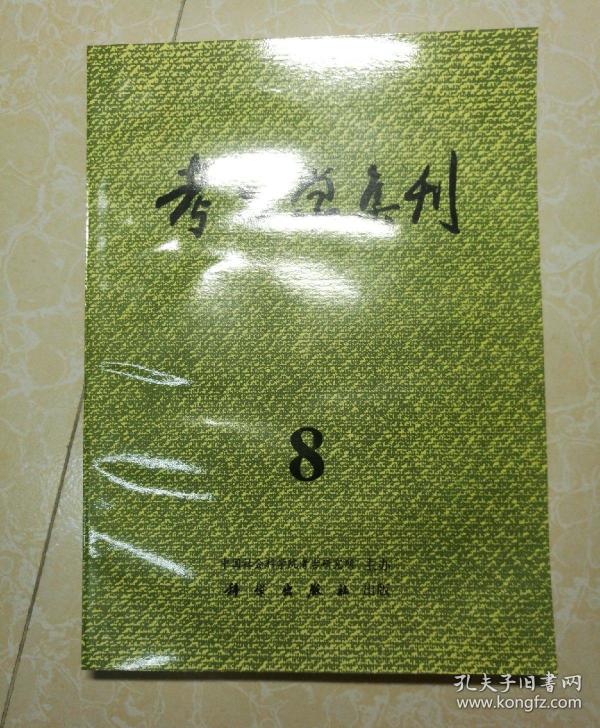 考古学集刊
8
中国社会科学院考古研究所 主办
科学出版社 出版
孔夫子旧书网
www.kongfz.com